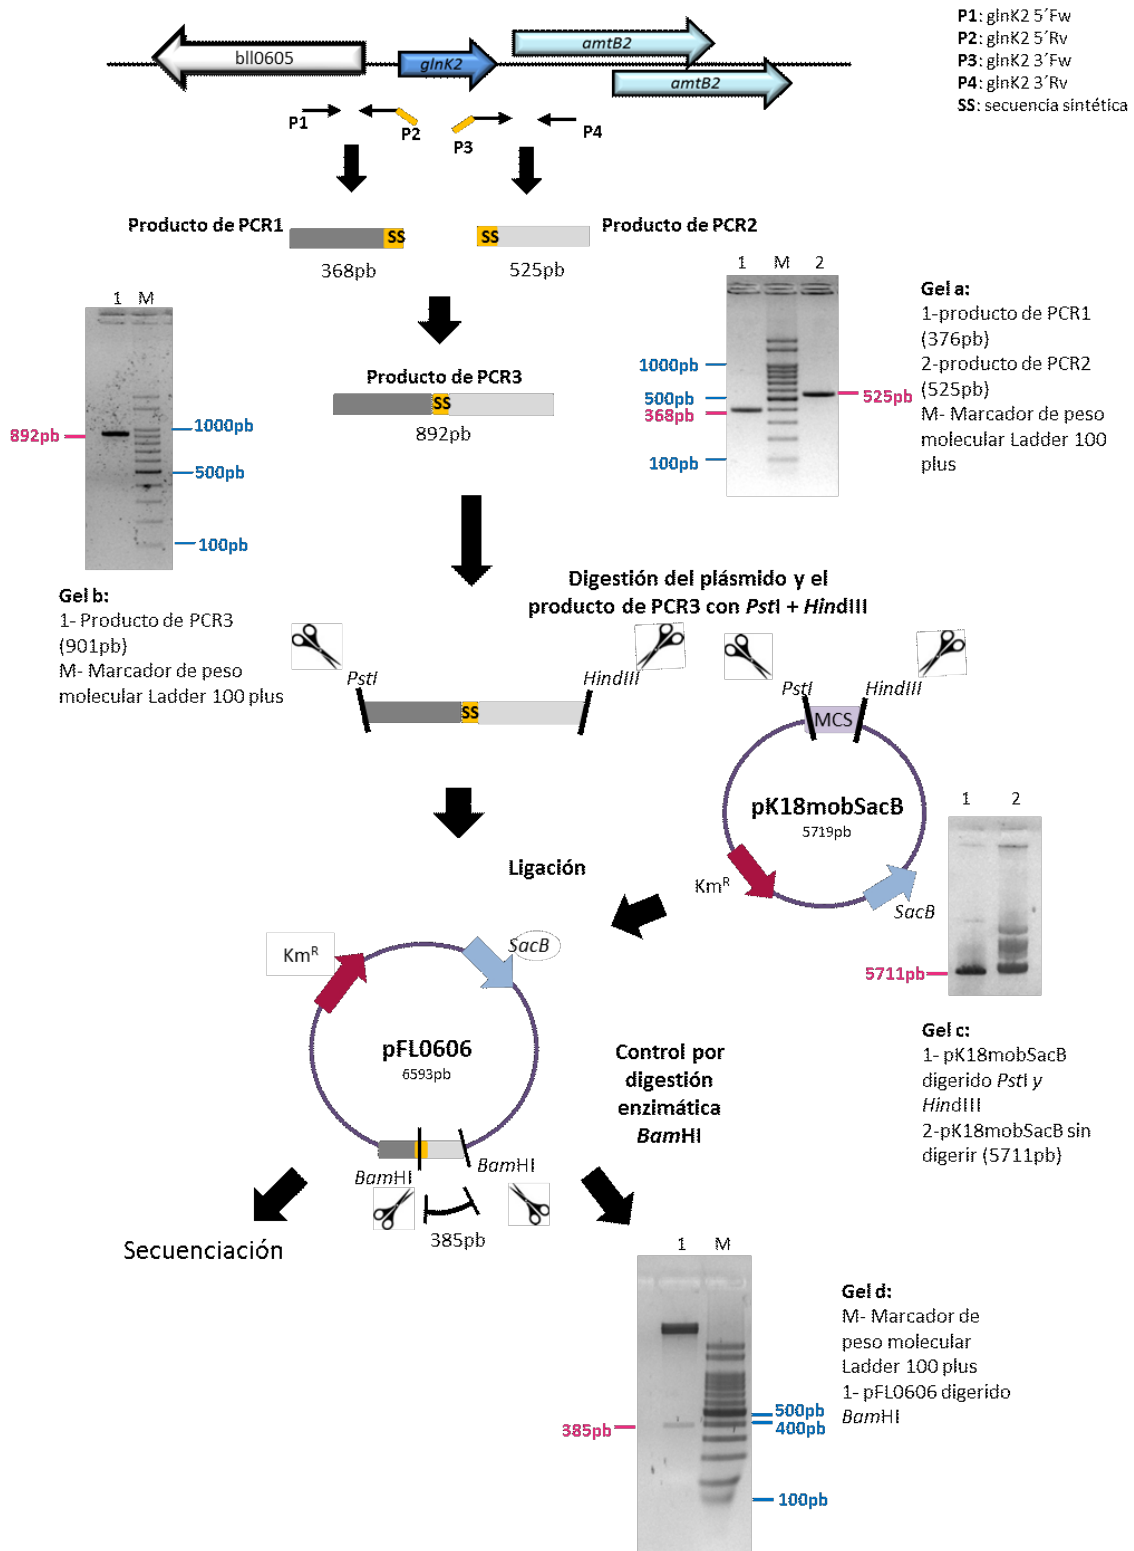 P1: glnK2 5´Fw
P2: glnK2 5´Rv
P3: glnK2 3´Fw
P4: glnK2 3´Rv
SS: secuencia sintética
bll0605
glnK2
amtB2
amtB2
P1
P2
P3
P4
Producto de PCR1
SS
368pb
SS
Producto de PCR2
525pb
1 M 2
1000pb
500pb
368pb
100pb
525pb
Gel a:
1-producto de PCR1
(376pb)
2-producto de PCR2
(525pb)
M- Marcador de peso
molecular Ladder 100
plus
1 M
892pb
1000pb
500pb
100pb
Producto de PCR3
SS
892pb
Gel b:
1- Producto de PCR3
(901pb)
M- Marcador de peso
molecular Ladder 100 plus
Digestión del plásmido y el
producto de PCR3 con PstI + HindIII
PstI
HindIII
SS
PstI
HindIII
MCS
pK18mobSacB
5719pb
KmR
SacB
1 2
5711pb
Gel c:
1- pK18mobSacB
digerido PstI y
HindIII
2-pK18mobSacB sin
digerir (5711pb)
Ligación
KmR
SacB
pFL0606
6593pb
BamHI
BamHI
385pb
Control por
digestión
enzimática
BamHI
Secuenciación
1 M
385pb
500pb
400pb
100pb
Gel d:
M- Marcador de
peso molecular
Ladder 100 plus
1- pFL0606 digerido
BamHI